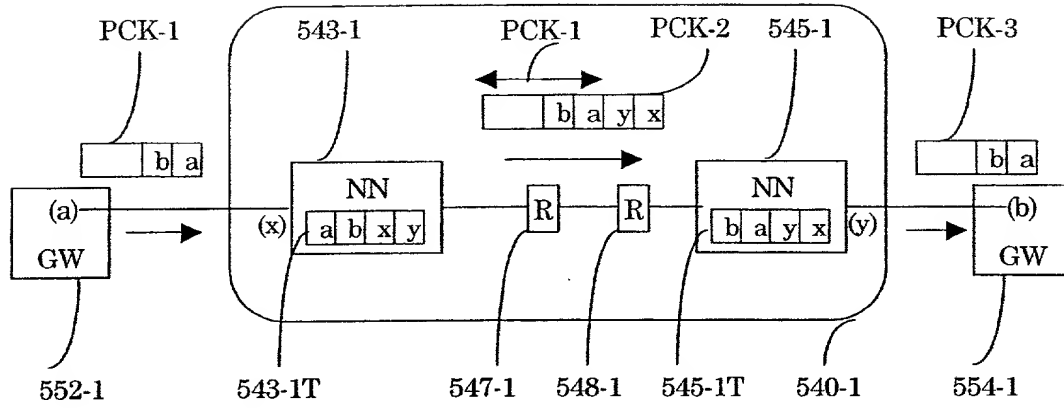 PCK-1 543-1 PCK-1 PCK-2 545-1 PCK-3
b a y x
b a
b a
NN NN
(a) (x) R R (y) (b)
a b x y
b a y x
GW GW
552-1 543-1T 547-1 548-1 545-1T 540-1 554-1